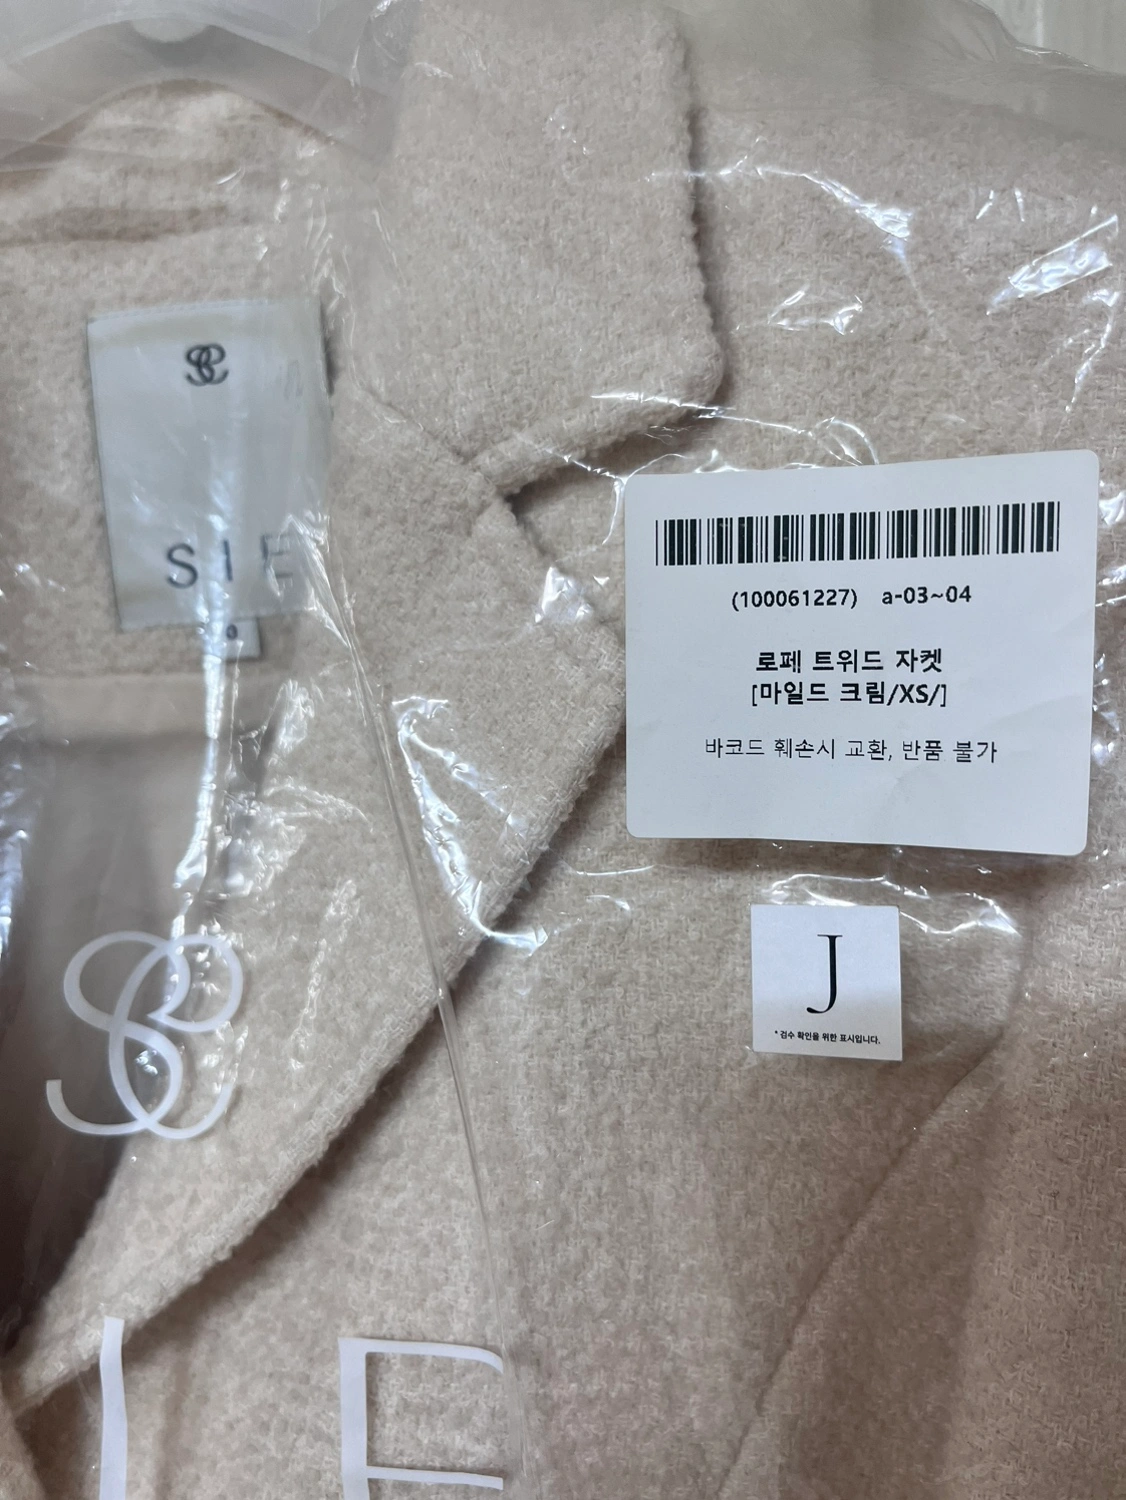 SIE
(100061227) a-03~04
로페 트위드 자켓
[마일드 크림/XS/]
바코드 훼손시 교환, 반품 불가
J
* 검수 확인을 위한 표시입니다.
I E